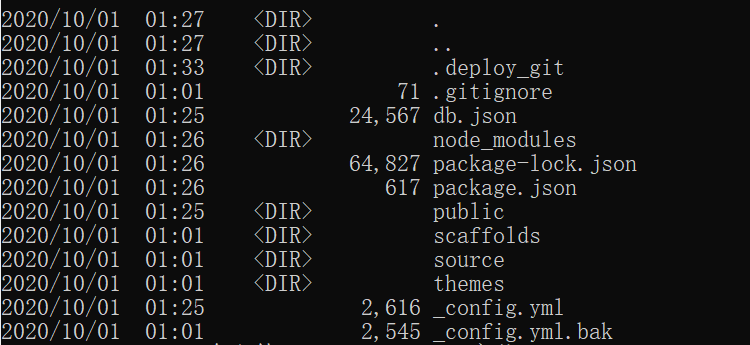 2020/10/01  01:27    <DIR>          .
2020/10/01  01:27    <DIR>          ..
2020/10/01  01:33    <DIR>          .deploy_git
2020/10/01  01:01                71 .gitignore
2020/10/01  01:25            24,567 db.json
2020/10/01  01:26    <DIR>          node_modules
2020/10/01  01:26            64,827 package-lock.json
2020/10/01  01:26               617 package.json
2020/10/01  01:25    <DIR>          public
2020/10/01  01:01    <DIR>          scaffolds
2020/10/01  01:01    <DIR>          source
2020/10/01  01:01    <DIR>          themes
2020/10/01  01:25             2,616 _config.yml
2020/10/01  01:01             2,545 _config.yml.bak